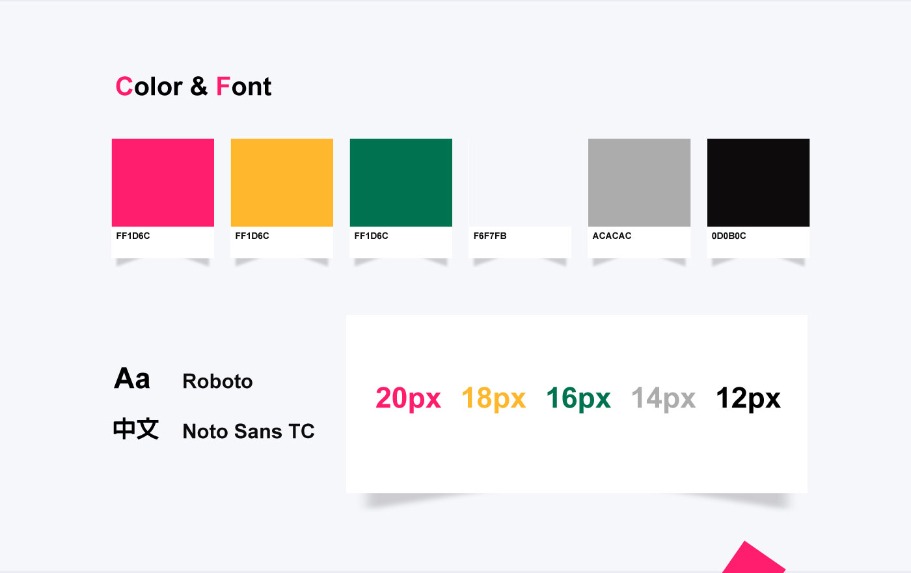 Color & Font
FF1D6C FF1D6C FF1D6C F6F7FB ACACAC 0D0B0C
Aa Roboto
中文 Noto Sans TC
20px 18px 16px 14px 12px